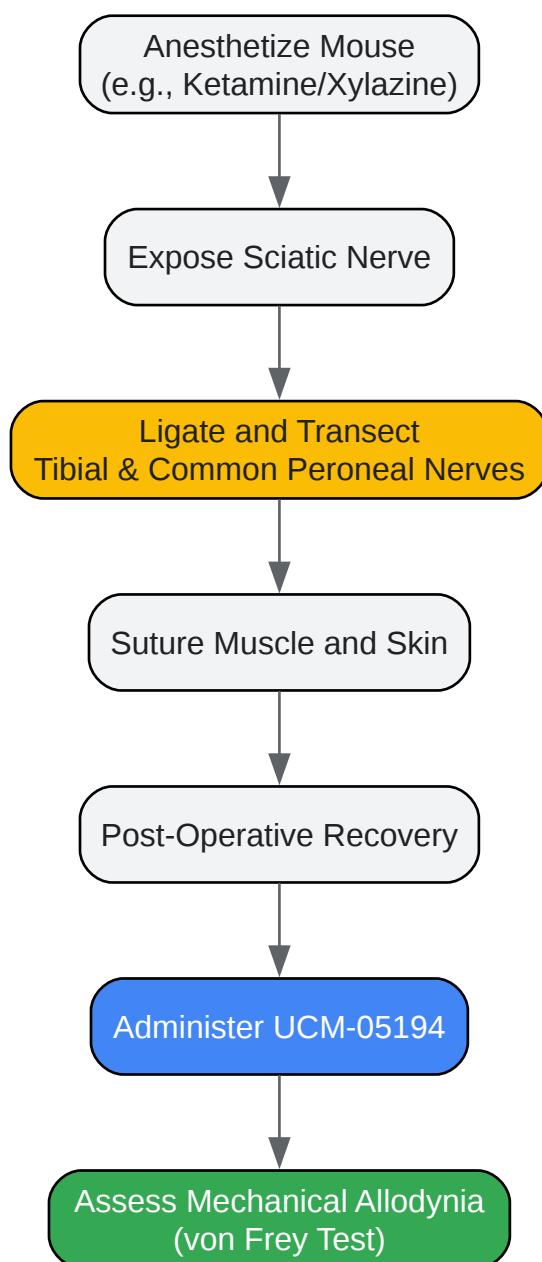 Anesthetize Mouse
(e.g., Ketamine/Xylazine)
Expose Sciatic Nerve
Ligate and Transect
Tibial & Common Peroneal Nerves
Suture Muscle and Skin
Post-Operative Recovery
Administer UCM-05194
Assess Mechanical Allodynia
(von Frey Test)